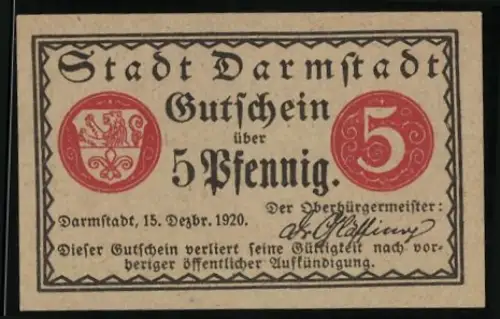 Stadt Darmstadt
Gutschein
über
5 Pfennig.
5
Der Oberbürgermeister:
Darmstadt, 15. Dezbr. 1920.
Dieser Gutschein verliert seine Gültigkeit nach vor-
heriger öffentlicher Aufkündigung.